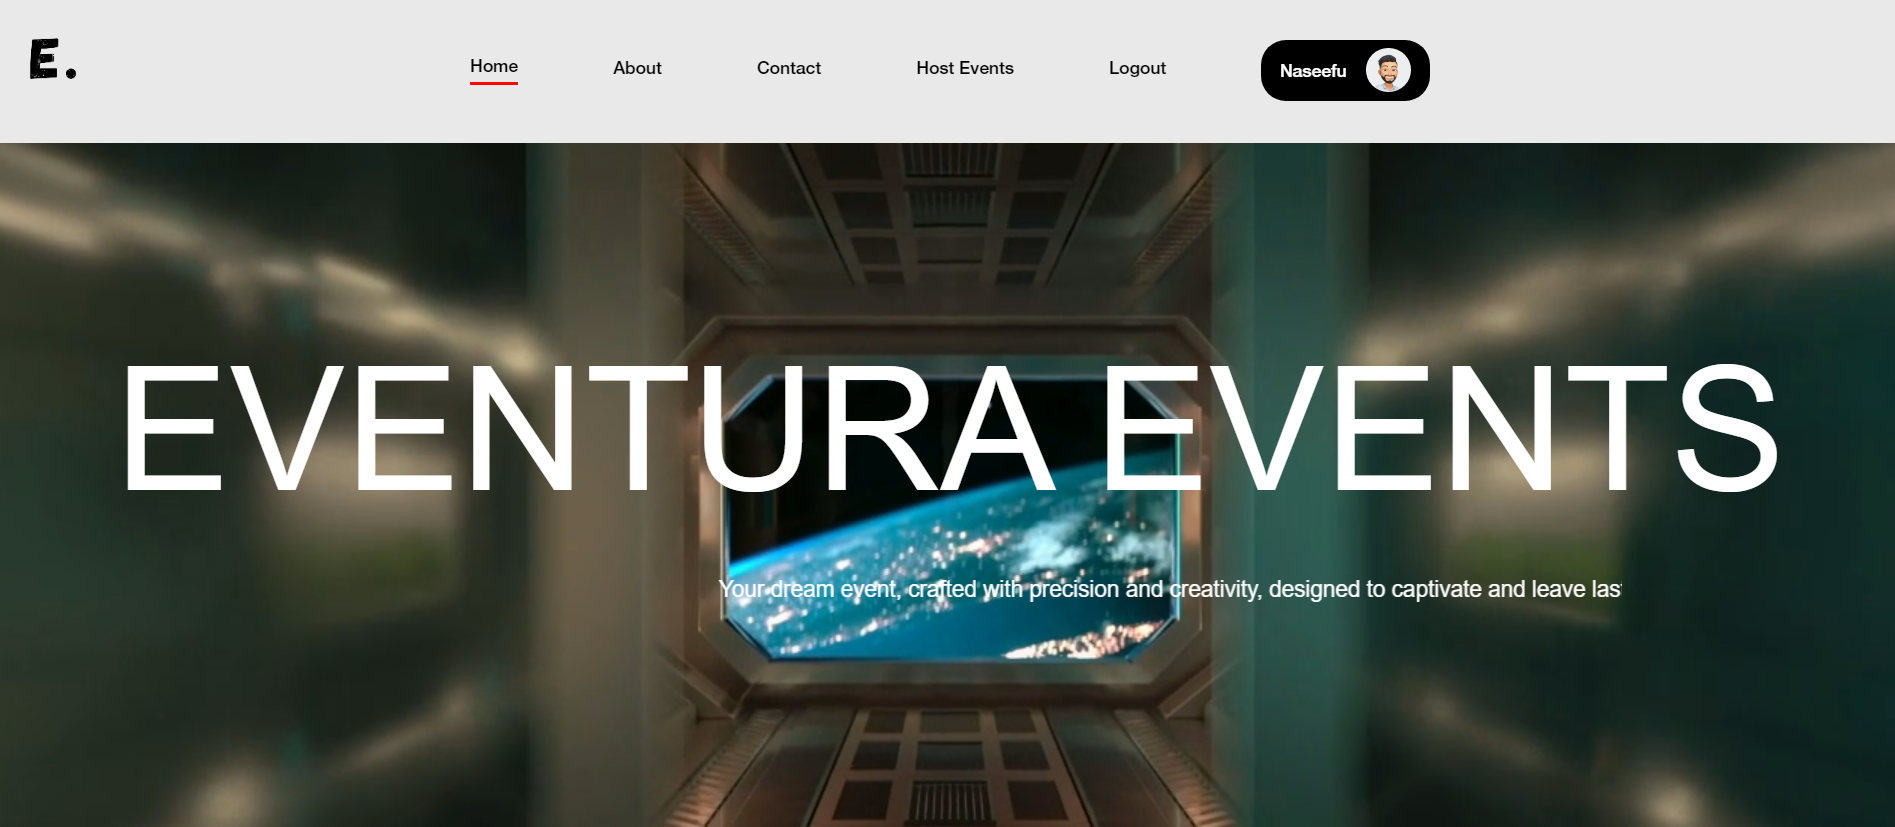 E.
Home About Contact Host Events Logout Naseefu
EVENTURA EVENTS
Your dream event, crafted with precision and creativity, designed to captivate and leave